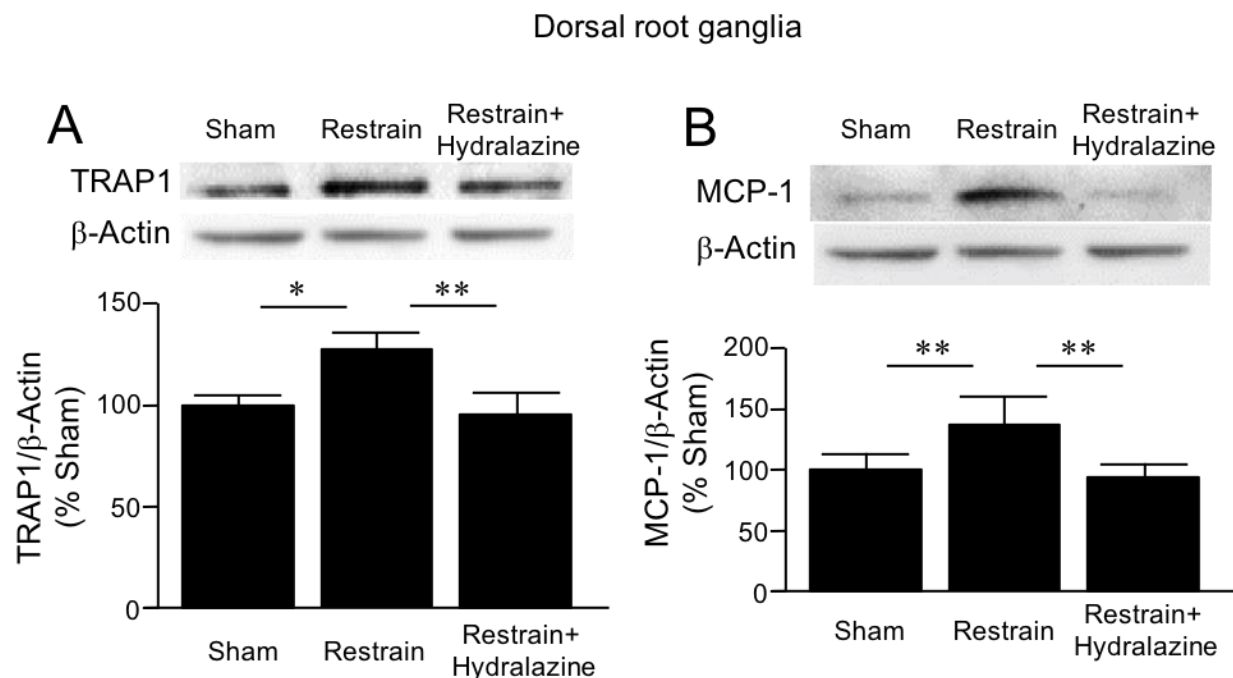 Dorsal root ganglia
A
Sham
Restrain
Restrain+
Hydralazine
TRAP1
β-Actin
* **
TRAP1/β-Actin
(% Sham)
150
100
50
0
Sham
Restrain
Restrain+
Hydralazine
B
Sham
Restrain
Restrain+
Hydralazine
MCP-1
β-Actin
** **
MCP-1/β-Actin
(% Sham)
200
150
100
50
0
Sham
Restrain
Restrain+
Hydralazine